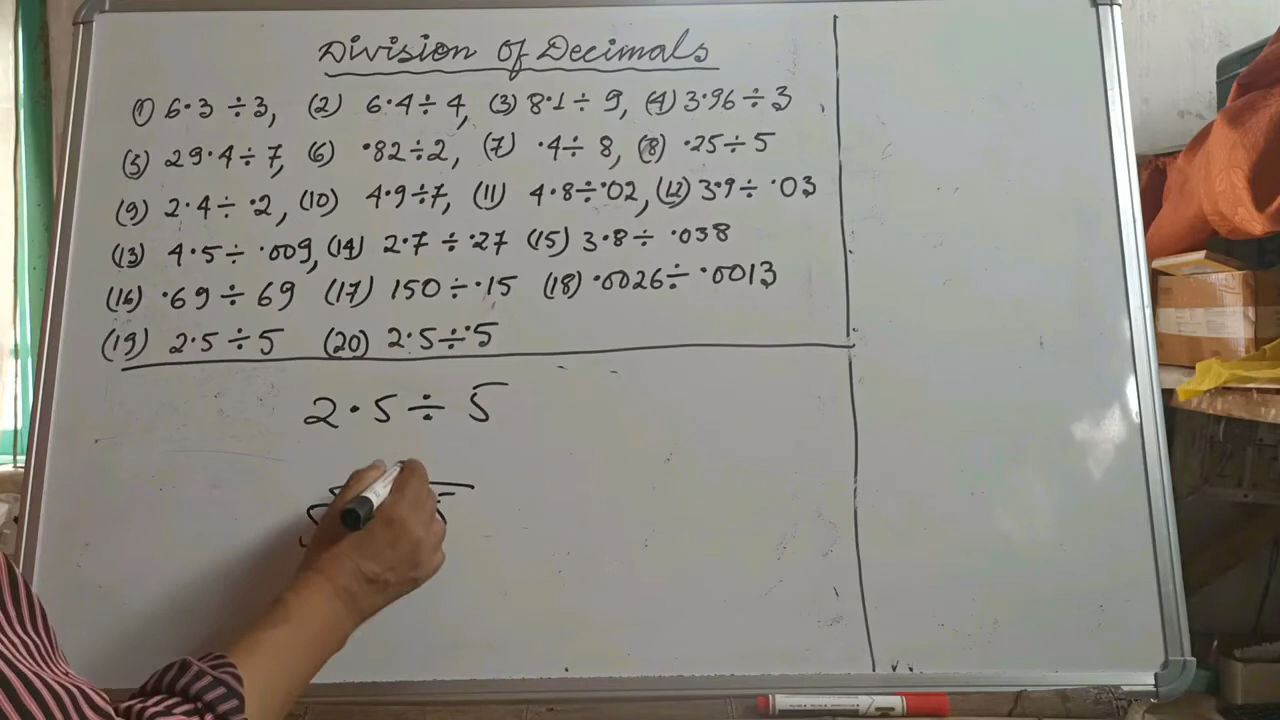 Division of Decimals
(1) 6·3 ÷ 3, (2) 6·4 ÷ 4, (3) 8·1 ÷ 9, (4) 3·96 ÷ 3
(5) 29·4 ÷ 7, (6) ·82 ÷ 2, (7) ·4 ÷ 8, (8) ·25 ÷ 5
(9) 2·4 ÷ ·2, (10) 4·9 ÷ 7, (11) 4·8 ÷ ·02, (12) 3·9 ÷ ·03
(13) 4·5 ÷ ·009, (14) 2·7 ÷ ·27 (15) 3·8 ÷ ·038
(16) ·69 ÷ 69 (17) 150 ÷ ·15 (18) ·0026 ÷ ·0013
(19) 2·5 ÷ 5 (20) 2·5 ÷ ·5
2·5 ÷ 5